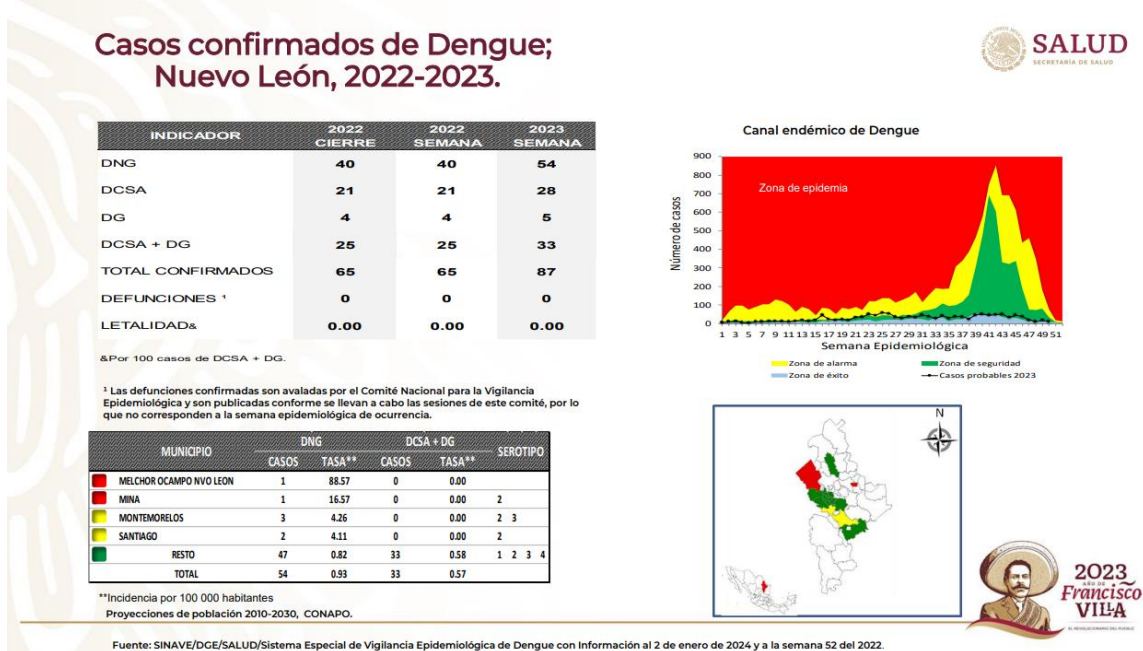 Casos confirmados de Dengue;
Nuevo León, 2022-2023.
SALUD
SECRETARÍA DE SALUD
INDICADOR 2022 CIERRE 2022 SEMANA 2023 SEMANA
DNG 40 40 54
DCSA 21 21 28
DG 4 4 5
DCSA + DG 25 25 33
TOTAL CONFIRMADOS 65 65 87
DEFUNCIONES ¹ 0 0 0
LETALIDAD& 0.00 0.00 0.00
&Por 100 casos de DCSA + DG.
¹ Las defunciones confirmadas son avaladas por el Comité Nacional para la Vigilancia
Epidemiológica y son publicadas conforme se llevan a cabo las sesiones de este comité, por lo
que no corresponden a la semana epidemiológica de ocurrencia.
MUNICIPIO DNG DCSA + DG SEROTIPO
CASOS TASA** CASOS TASA**
MELCHOR OCAMPO NVO LEON 1 88.57 0 0.00
MINA 1 16.57 0 0.00 2
MONTEMORELOS 3 4.26 0 0.00 2 3
SANTIAGO 2 4.11 0 0.00 2
RESTO 47 0.82 33 0.58 1 2 3 4
TOTAL 54 0.93 33 0.57
**Incidencia por 100 000 habitantes
Proyecciones de población 2010-2030, CONAPO.
Canal endémico de Dengue
Número de casos
900
800
700
600
500
400
300
200
100
0
Zona de epidemia
1 3 5 7 9 11 13 15 17 19 21 23 25 27 29 31 33 35 37 39 41 43 45 47 49 51
Semana Epidemiológica
Zona de alarma Zona de seguridad
Zona de éxito Casos probables 2023
N
2023
AÑO DE
Francisco
VILLA
EL REVOLUCIONARIO DEL PUEBLO
Fuente: SINAVE/DGE/SALUD/Sistema Especial de Vigilancia Epidemiológica de Dengue con Información al 2 de enero de 2024 y a la semana 52 del 2022.